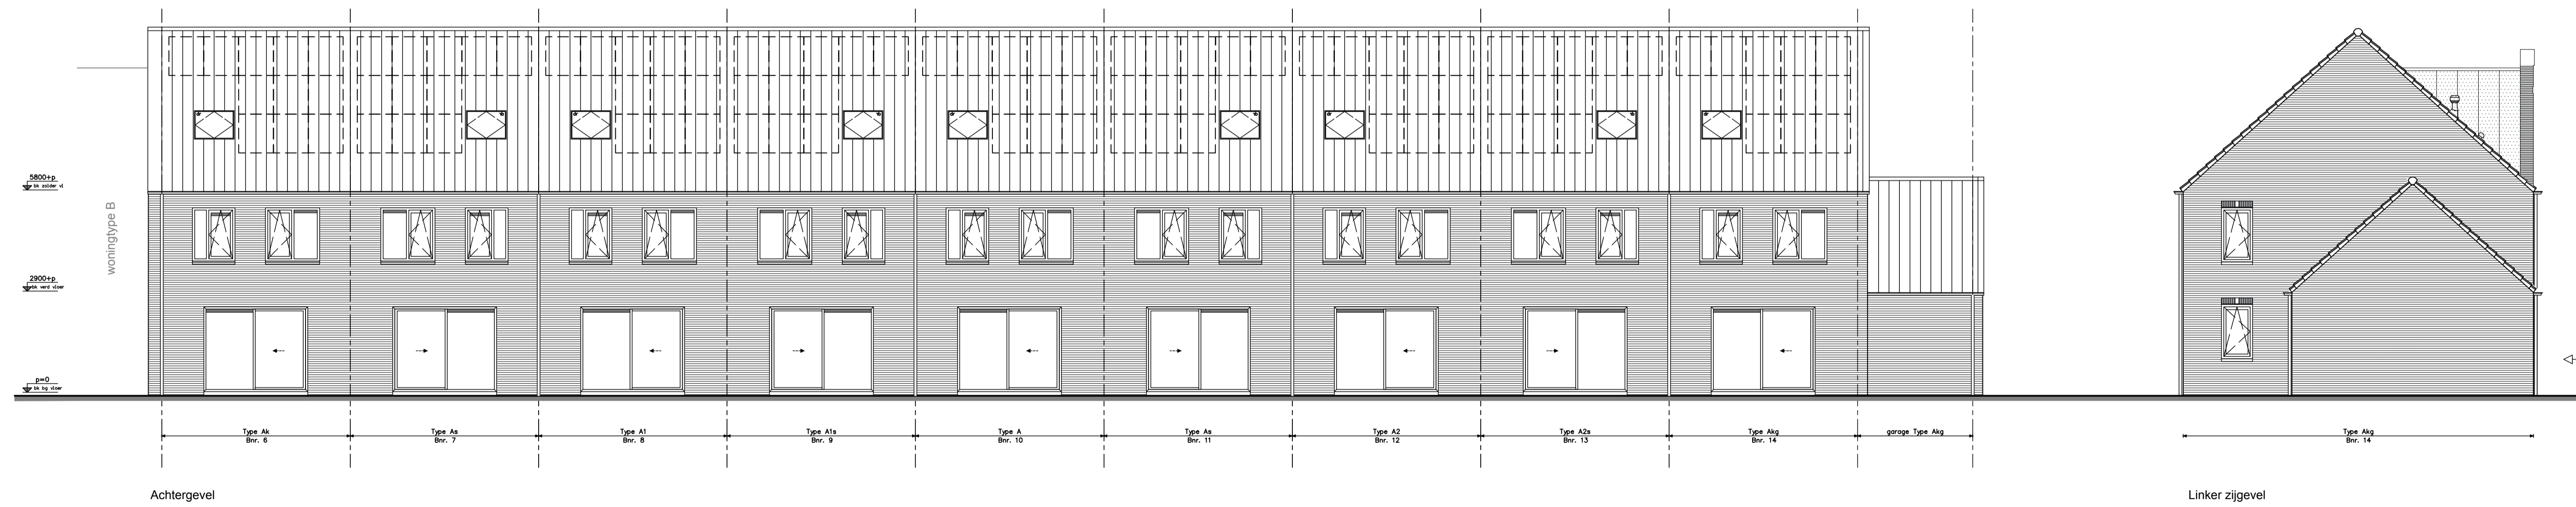 5800+p
bk zolder vl
woningtype B
2900+p
bk verd vloer
p=0
bk bg vloer
Type Ak
Bnr. 6
Type As
Bnr. 7
Type A1
Bnr. 8
Type A1s
Bnr. 9
Type A
Bnr. 10
Type As
Bnr. 11
Type A2
Bnr. 12
Type A2s
Bnr. 13
Type Akg
Bnr. 14
garage Type Akg
Type Akg
Bnr. 14
Achtergevel
Linker zijgevel